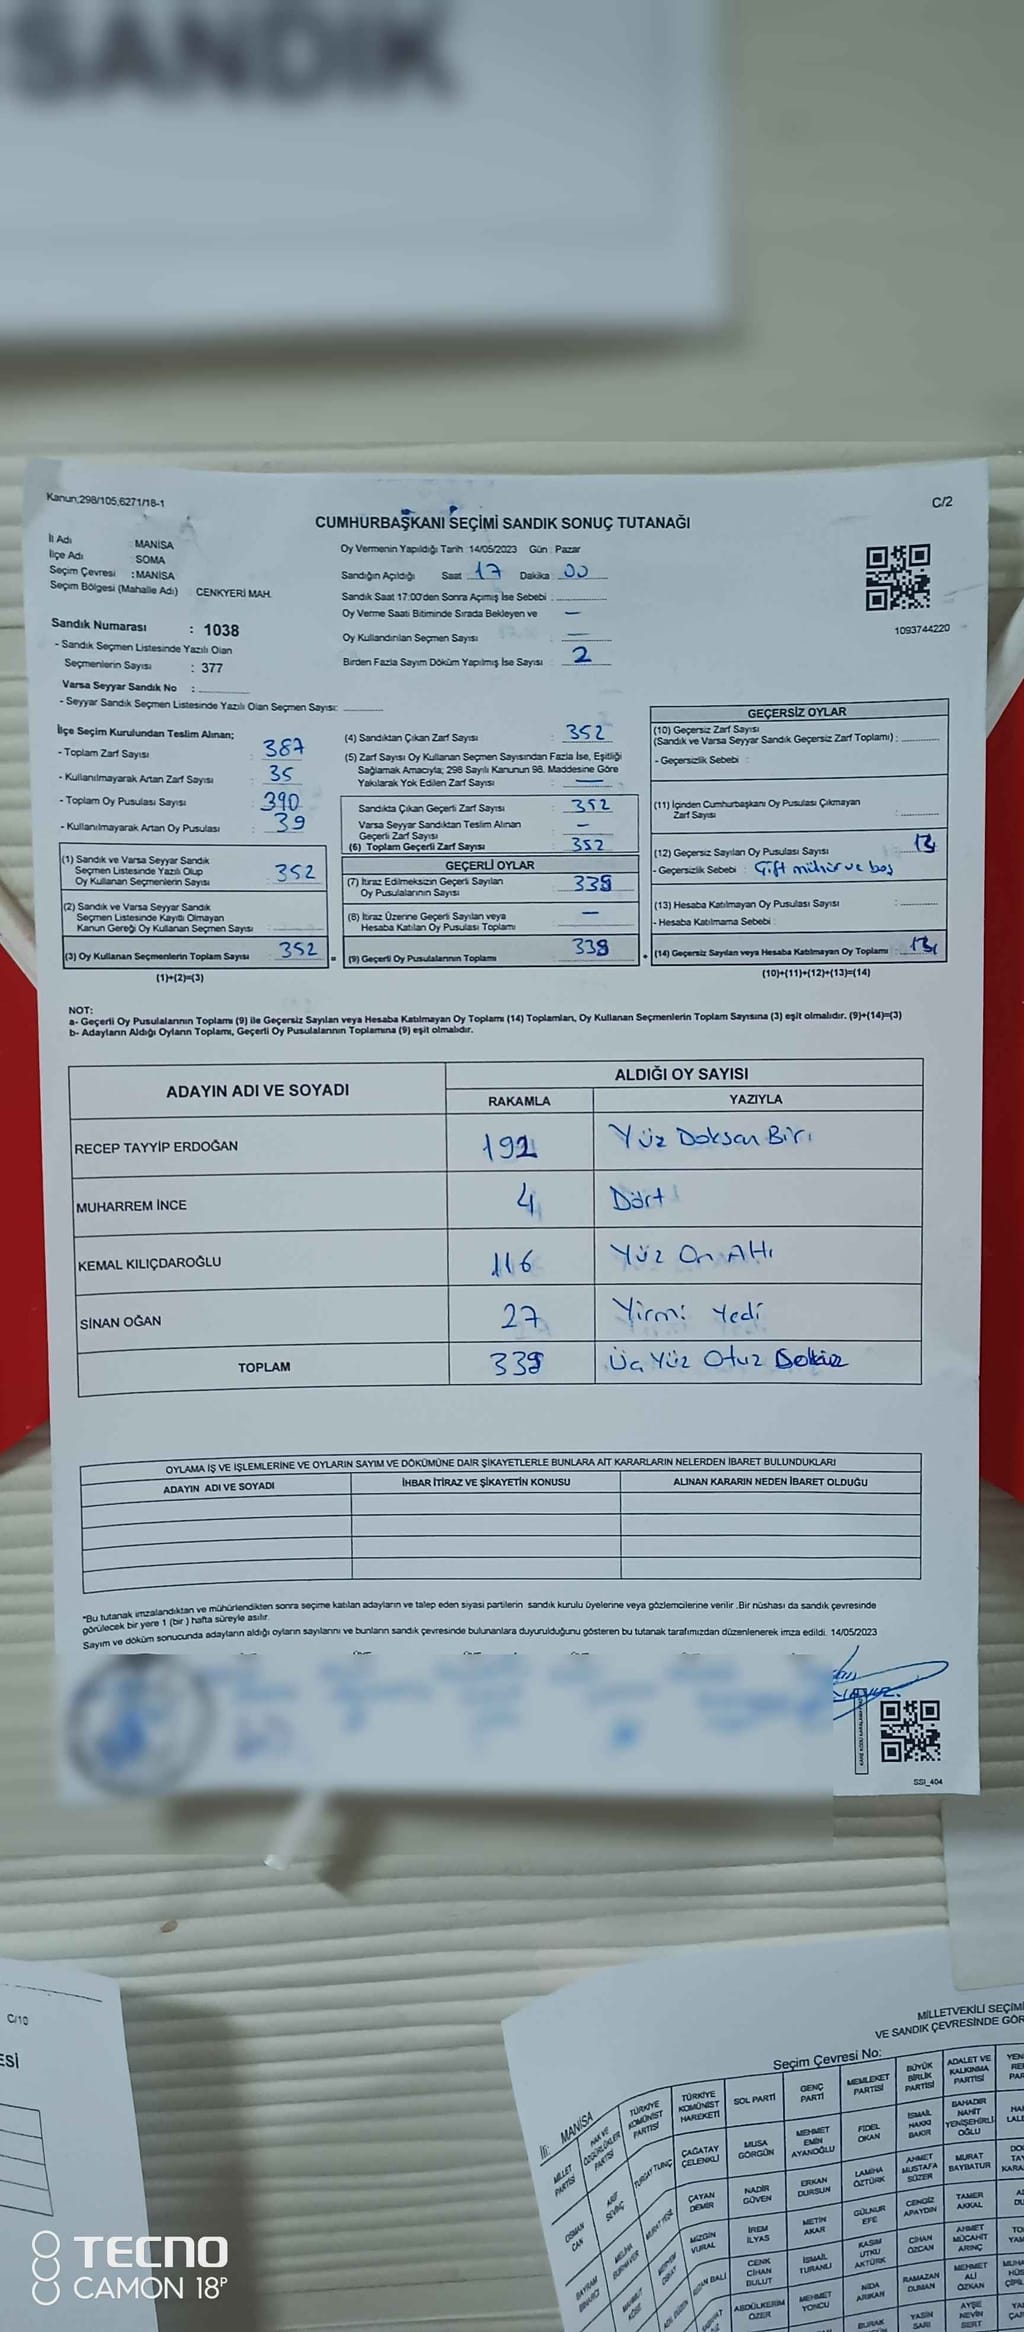 SANDIK
Kanun;298/105,6271/18-1
C/2
CUMHURBAŞKANI SEÇİMİ SANDIK SONUÇ TUTANAĞI
İl Adı : MANİSA
İlçe Adı : SOMA
Seçim Çevresi : MANİSA
Seçim Bölgesi (Mahalle Adı) CENKYERİ MAH.
Oy Vermenin Yapıldığı Tarih 14/05/2023 Gün : Pazar
Sandığın Açıldığı Saat 17 Dakika 00
Sandık Saat 17:00'den Sonra Açımış İse Sebebi :
Oy Verme Saati Bitiminde Sırada Bekleyen ve —
Oy Kullandırılan Seçmen Sayısı : —
Birden Fazla Sayım Döküm Yapılmış İse Sayısı : 2
1093744220
Sandık Numarası : 1038
- Sandık Seçmen Listesinde Yazılı Olan
Seçmenlerin Sayısı : 377
Varsa Seyyar Sandık No :
- Seyyar Sandık Seçmen Listesinde Yazılı Olan Seçmen Sayısı:
İlçe Seçim Kurulundan Teslim Alınan;
- Toplam Zarf Sayısı : 387
- Kullanılmayarak Artan Zarf Sayısı : 35
- Toplam Oy Pusulası Sayısı : 390
- Kullanılmayarak Artan Oy Pusulası : 39
(1) Sandık ve Varsa Seyyar Sandık
Seçmen Listesinde Yazılı Olup
Oy Kullanan Seçmenlerin Sayısı : 352
(2) Sandık ve Varsa Seyyar Sandık
Seçmen Listesinde Kayıtlı Olmayan
Kanun Gereği Oy Kullanan Seçmen Sayısı :
(3) Oy Kullanan Seçmenlerin Toplam Sayısı : 352 =
(1)+(2)=(3)
(4) Sandıktan Çıkan Zarf Sayısı : 352
(5) Zarf Sayısı Oy Kullanan Seçmen Sayısından Fazla İse, Eşitliği
Sağlamak Amacıyla; 298 Sayılı Kanunun 98. Maddesine Göre
Yakılarak Yok Edilen Zarf Sayısı : —
Sandıkta Çıkan Geçerli Zarf Sayısı : 352
Varsa Seyyar Sandıktan Teslim Alınan
Geçerli Zarf Sayısı : —
(6) Toplam Geçerli Zarf Sayısı : 352
GEÇERLİ OYLAR
(7) İtiraz Edilmeksizin Geçerli Sayılan
Oy Pusulalarının Sayısı : 339
(8) İtiraz Üzerine Geçerli Sayılan veya
Hesaba Katılan Oy Pusulası Toplamı : —
(9) Geçerli Oy Pusulalarının Toplamı : 339 +
GEÇERSİZ OYLAR
(10) Geçersiz Zarf Sayısı
(Sandık ve Varsa Seyyar Sandık Geçersiz Zarf Toplamı) :
- Geçersizlik Sebebi :
(11) İçinden Cumhurbaşkanı Oy Pusulası Çıkmayan
Zarf Sayısı :
(12) Geçersiz Sayılan Oy Pusulası Sayısı : 13
- Geçersizlik Sebebi : Çift mühür ve boş
(13) Hesaba Katılmayan Oy Pusulası Sayısı :
- Hesaba Katılmama Sebebi :
(14) Geçersiz Sayılan veya Hesaba Katılmayan Oy Toplamı : 13
(10)+(11)+(12)+(13)=(14)
NOT:
a- Geçerli Oy Pusulalarının Toplamı (9) ile Geçersiz Sayılan veya Hesaba Katılmayan Oy Toplamı (14) Toplamları, Oy Kullanan Seçmenlerin Toplam Sayısına (3) eşit olmalıdır. (9)+(14)=(3)
b- Adayların Aldığı Oyların Toplamı, Geçerli Oy Pusulalarının Toplamına (9) eşit olmalıdır.
ADAYIN ADI VE SOYADI ALDIĞI OY SAYISI
RAKAMLA YAZIYLA
RECEP TAYYİP ERDOĞAN 192 Yüz Doksan Biri
MUHARREM İNCE 4 Dört
KEMAL KILIÇDAROĞLU 116 Yüz On Altı
SİNAN OĞAN 27 Yirmi Yedi
TOPLAM 339 Üç Yüz Otuz Dokuz
OYLAMA İŞ VE İŞLEMLERİNE VE OYLARIN SAYIM VE DÖKÜMÜNE DAİR ŞİKAYETLERLE BUNLARA AİT KARARLARIN NELERDEN İBARET BULUNDUKLARI
ADAYIN ADI VE SOYADI İHBAR İTİRAZ VE ŞİKAYETİN KONUSU ALINAN KARARIN NEDEN İBARET OLDUĞU
*Bu tutanak imzalandıktan ve mühürlendikten sonra seçime katılan adayların ve talep eden siyasi partilerin sandık kurulu üyelerine veya gözlemcilerine verilir .Bir nüshası da sandık çevresinde
görülecek bir yere 1 (bir ) hafta süreyle asılır.
Sayım ve döküm sonucunda adayların aldığı oyların sayılarını ve bunların sandık çevresinde bulunanlara duyurulduğunu gösteren bu tutanak tarafımızdan düzenlenerek imza edildi. 14/05/2023
SSI_404
C/10
ESİ
MİLLETVEKİLİ SEÇİMİ
VE SANDIK ÇEVRESİNDE GÖR
Seçim Çevresi No:
İli: MANİSA
MİLLET PARTİSİ
HAK VE ÖZGÜRLÜKLER PARTİSİ
TÜRKİYE KOMÜNİST PARTİSİ
TÜRKİYE KOMÜNİST HAREKETİ
SOL PARTİ
GENÇ PARTİ
MEMLEKET PARTİSİ
BÜYÜK BİRLİK PARTİSİ
ADALET VE KALKINMA PARTİSİ
OSMAN CAN
TURGAY TUNÇ
ÇAĞATAY ÇELENKLİ
MUSA GÖRGÜN
MEHMET EMİN AYANOĞLU
FİDEL OKAN
İSMAİL HAKKI BAKIR
BAHADIR NAHİT YENİŞEHİRLİOĞLU
ÇAYAN DEMİR
NADİR GÜVEN
ERKAN DURSUN
LAMİHA ÖZTÜRK
AHMET MUSTAFA SÜZER
MURAT BAYBATUR
MİZGİN VURAL
İREM İLYAS
METİN AKAR
GÜLNUR EFE
CENGİZ APAYDIN
TAMER AKKAL
CENK CİHAN BULUT
İSMAİL TURANLI
KASIM UTKU AKTÜRK
CİHAN ÖZCAN
AHMET MÜCAHİT ARINÇ
ABDÜLKERİM ÖZER
MEHMET YONCU
NİDA ARIKAN
RAMAZAN DUMAN
MEHMET ALİ ÖZKAN
BURAK
YASİN SARI
AYŞE NEVİN SERT
TECNO
CAMON 18P